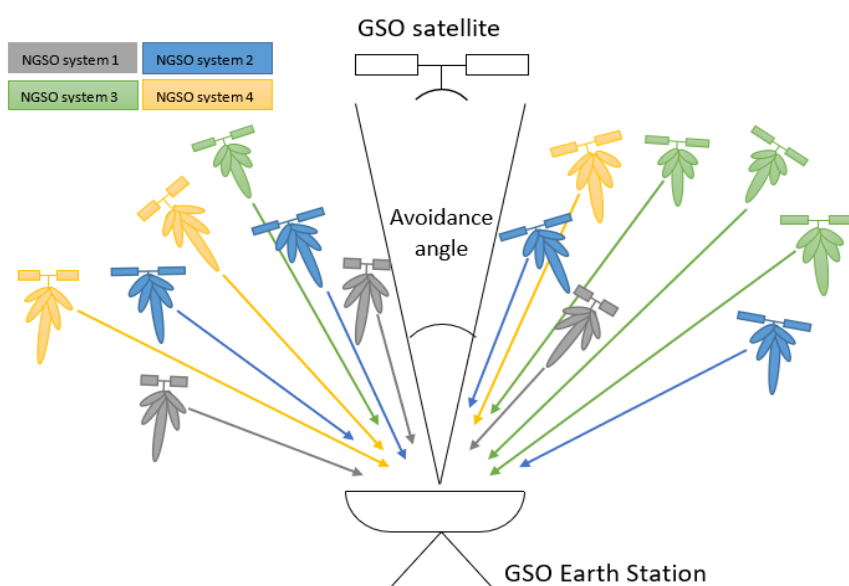 GSO satellite
NGSO system 1
NGSO system 2
NGSO system 3
NGSO system 4
Avoidance
angle
GSO Earth Station